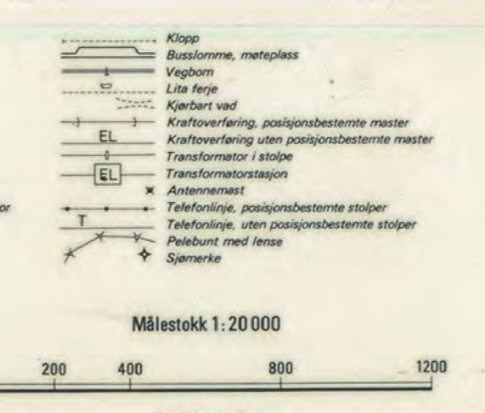 Klopp
Busslomme, møteplass
Vegbom
Lita ferje
Kjørbart vad
Kraftoverføring, posisjonsbestemte master
EL Kraftoverføring uten posisjonsbestemte master
Transformator i stolpe
EL Transformatorstasjon
Antennemast
or Telefonlinje, posisjonsbestemte stolper
T Telefonlinje, uten posisjonsbestemte stolper
Pelebunt med lense
Sjømerke
Målestokk 1:20000
200 400 800 1200